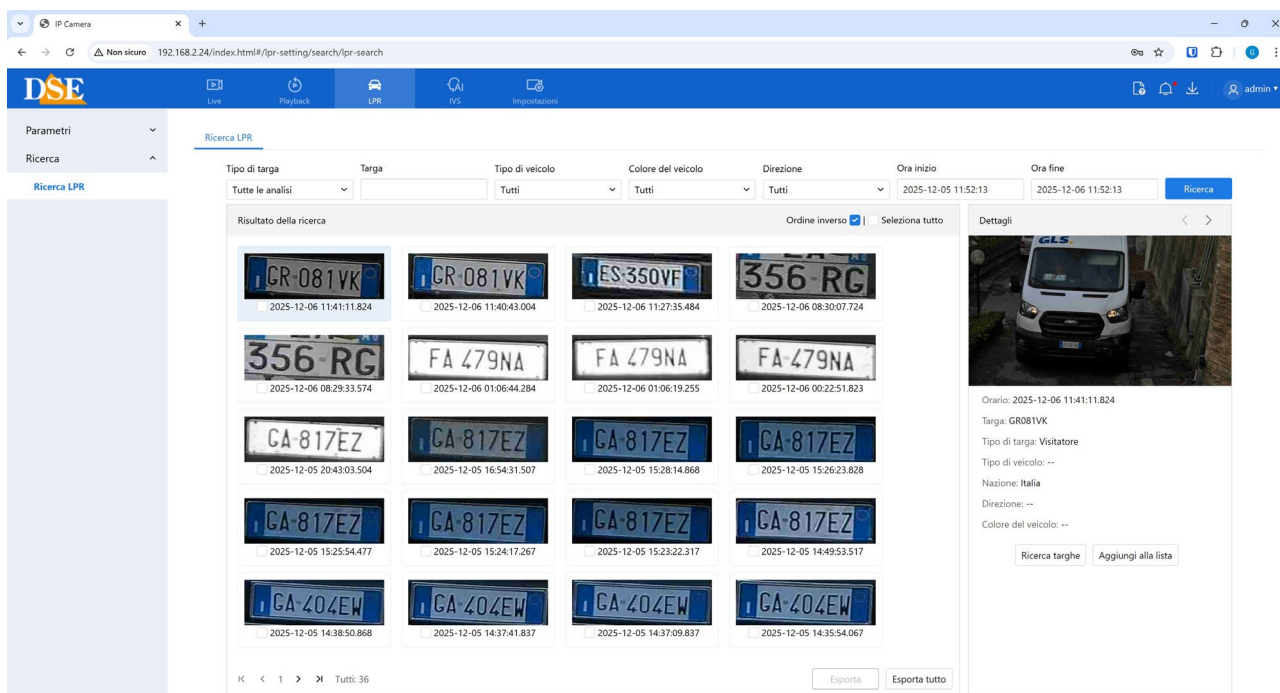 IP Camera
Non sicuro 192.168.2.24/index.html#/lpr-setting/search/lpr-search
G
DSE
Live
Playback
LPR
AI
IVS
Impostazioni
admin
Parametri
Ricerca
Ricerca LPR
Ricerca LPR
Tipo di targa Targa Tipo di veicolo Colore del veicolo Direzione Ora inizio Ora fine
Tutte le analisi Tutti Tutti Tutti 2025-12-05 11:52:13 2025-12-06 11:52:13 Ricerca
Risultato della ricerca Ordine inverso | Seleziona tutto
GR-081VK GR-081VK ES-350VF 356-RG
2025-12-06 11:41:11.824 2025-12-06 11:40:43.004 2025-12-06 11:27:35.484 2025-12-06 08:30:07.724
356-RG FA 479NA FA 479NA FA-479NA
2025-12-06 08:29:33.574 2025-12-06 01:06:44.284 2025-12-06 01:06:19.255 2025-12-06 00:22:51.823
GA-817EZ GA-817EZ GA-817EZ GA-817EZ
2025-12-05 20:43:03.504 2025-12-05 16:54:31.507 2025-12-05 15:28:14.868 2025-12-05 15:26:23.828
GA-817EZ GA-817EZ GA-817EZ GA-817EZ
2025-12-05 15:25:54.477 2025-12-05 15:24:17.267 2025-12-05 15:23:22.317 2025-12-05 14:49:53.517
GA-404EW GA-404EW GA-404EW GA-404EW
2025-12-05 14:38:50.868 2025-12-05 14:37:41.837 2025-12-05 14:37:09.837 2025-12-05 14:35:54.067
1 Tutti: 36 Esporta Esporta tutto
Dettagli
GLS.
Orario: 2025-12-06 11:41:11.824
Targa: GR081VK
Tipo di targa: Visitatore
Tipo di veicolo: --
Nazione: Italia
Direzione: --
Colore del veicolo: --
Ricerca targhe Aggiungi alla lista